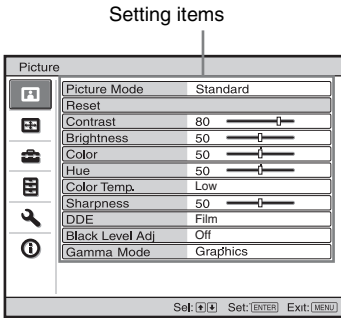 Setting items
Picture
Picture Mode Standard
Reset
Contrast 80
Brightness 50
Color 50
Hue 50
Color Temp. Low
Sharpness 50
DDE Film
Black Level Adj Off
Gamma Mode Graphics
Sel: Set: ENTER Exit: MENU